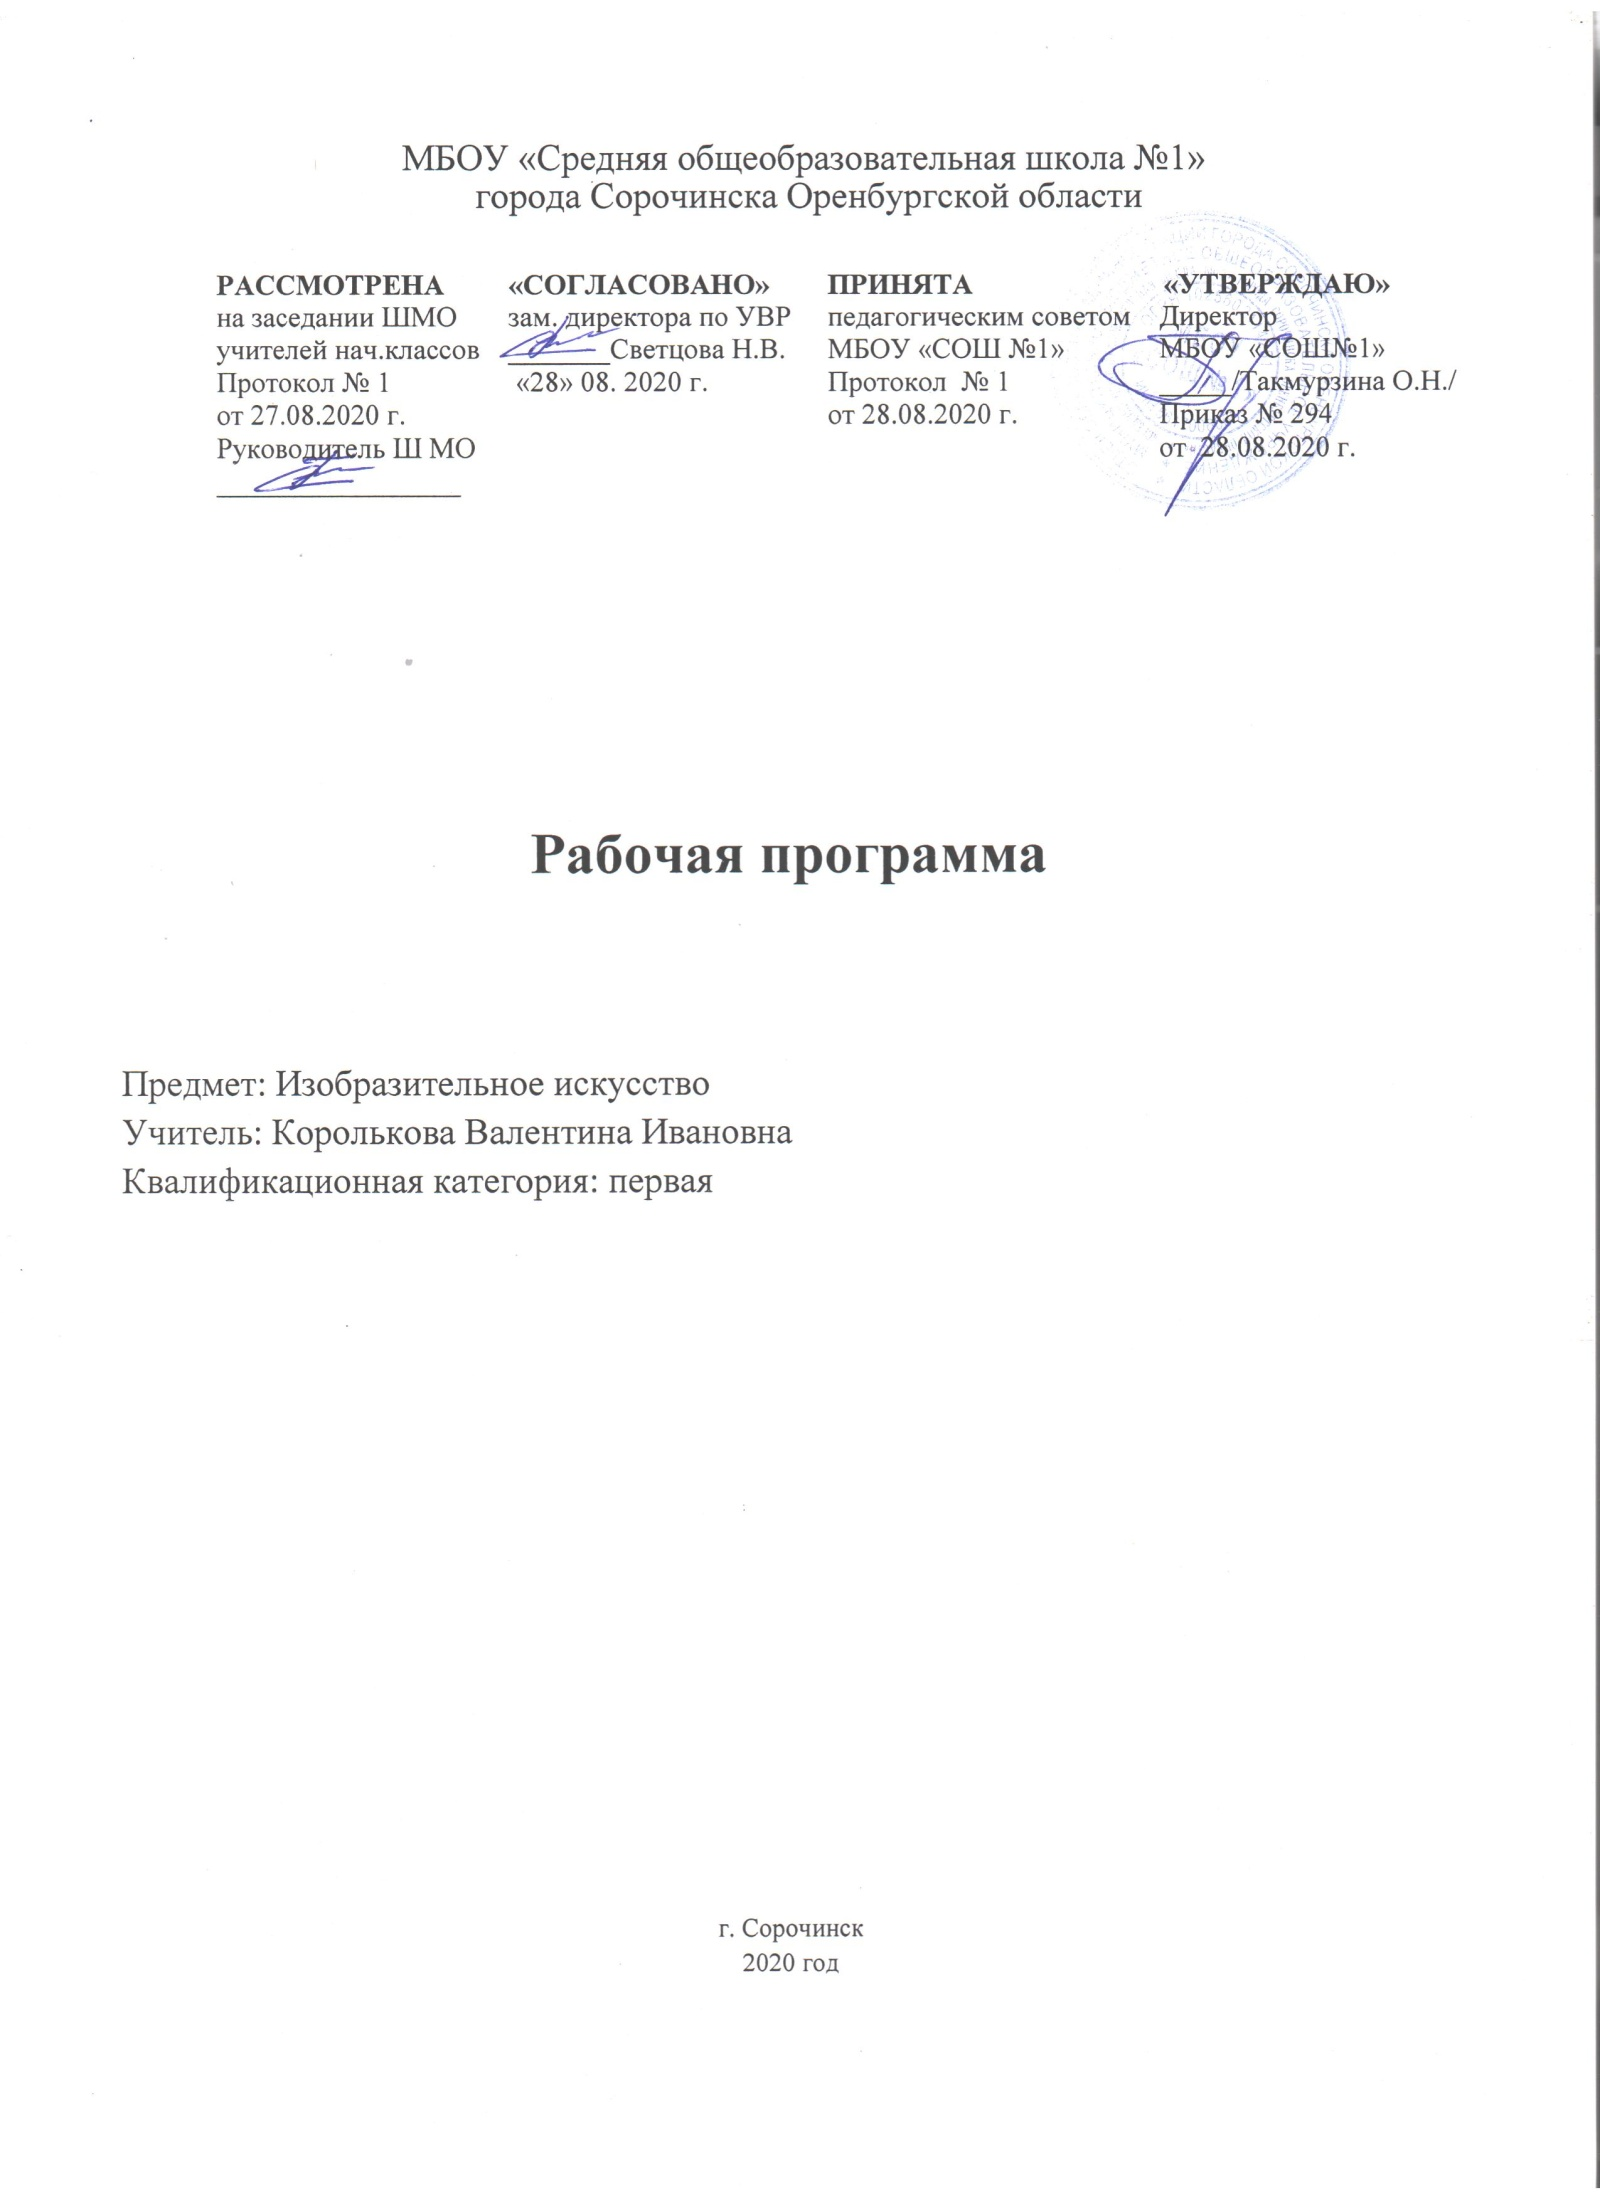 МБОУ «Средняя общеобразовательная школа №1»
города Сорочинска Оренбургской области
РАССМОТРЕНА
на заседании ШМО
учителей нач.классов
Протокол № 1
от 27.08.2020 г.
Руководитель Ш МО
«СОГЛАСОВАНО»
зам. директора по УВР
Светцова Н.В.
«28» 08. 2020 г.
ПРИНЯТА
педагогическим советом
МБОУ «СОШ №1»
Протокол № 1
от 28.08.2020 г.
«УТВЕРЖДАЮ»
Директор
МБОУ «СОШ№1»
/Такмурзина О.Н./
Приказ № 294
от 28.08.2020 г.
Рабочая программа
Предмет: Изобразительное искусство
Учитель: Королькова Валентина Ивановна
Квалификационная категория: первая
г. Сорочинск
2020 год